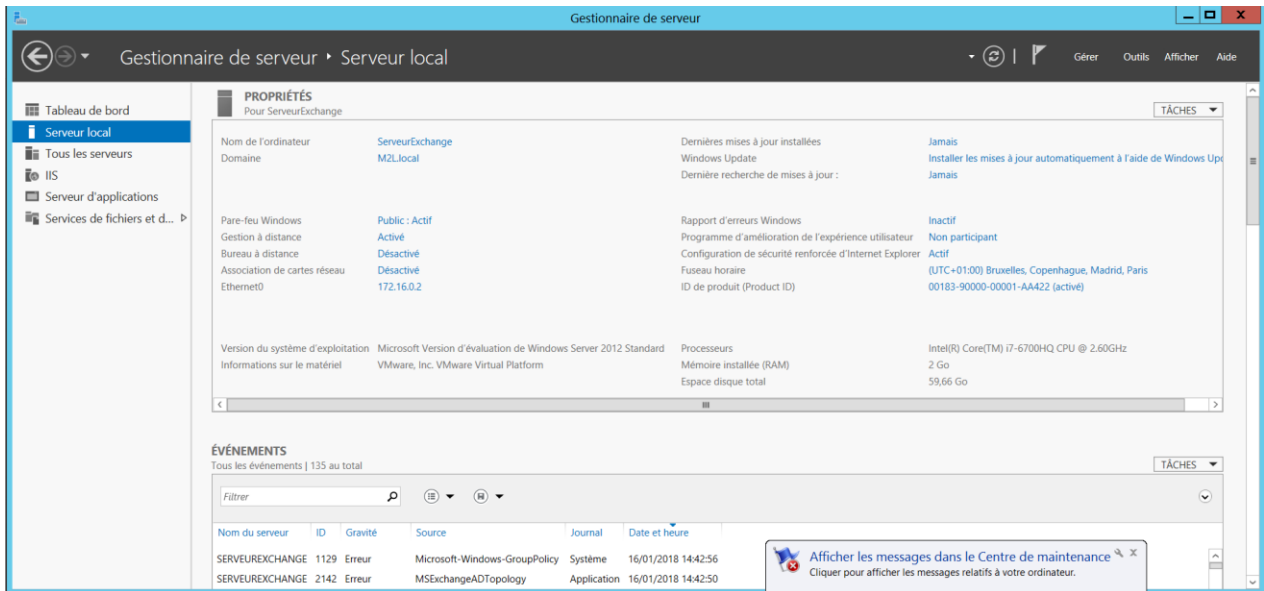 Gestionnaire de serveur
Gestionnaire de serveur ‣ Serveur local
Gérer Outils Afficher Aide
Tableau de bord
Serveur local
Tous les serveurs
IIS
Serveur d'applications
Services de fichiers et d...
PROPRIÉTÉS
Pour ServeurExchange
TÂCHES
Nom de l'ordinateur ServeurExchange Dernières mises à jour installées Jamais
Domaine M2L.local Windows Update Installer les mises à jour automatiquement à l'aide de Windows Upd
Dernière recherche de mises à jour : Jamais
Pare-feu Windows Public : Actif Rapport d'erreurs Windows Inactif
Gestion à distance Activé Programme d'amélioration de l'expérience utilisateur Non participant
Bureau à distance Désactivé Configuration de sécurité renforcée d'Internet Explorer Actif
Association de cartes réseau Désactivé Fuseau horaire (UTC+01:00) Bruxelles, Copenhague, Madrid, Paris
Ethernet0 172.16.0.2 ID de produit (Product ID) 00183-90000-00001-AA422 (activé)
Version du système d'exploitation Microsoft Version d'évaluation de Windows Server 2012 Standard Processeurs Intel(R) Core(TM) i7-6700HQ CPU @ 2.60GHz
Informations sur le matériel VMware, Inc. VMware Virtual Platform Mémoire installée (RAM) 2 Go
Espace disque total 59,66 Go
ÉVÉNEMENTS
Tous les événements | 135 au total
TÂCHES
Filtrer
Nom du serveur ID Gravité Source Journal Date et heure
SERVEUREXCHANGE 1129 Erreur Microsoft-Windows-GroupPolicy Système 16/01/2018 14:42:56
SERVEUREXCHANGE 2142 Erreur MSExchangeADTopology Application 16/01/2018 14:42:50
Afficher les messages dans le Centre de maintenance
Cliquer pour afficher les messages relatifs à votre ordinateur.